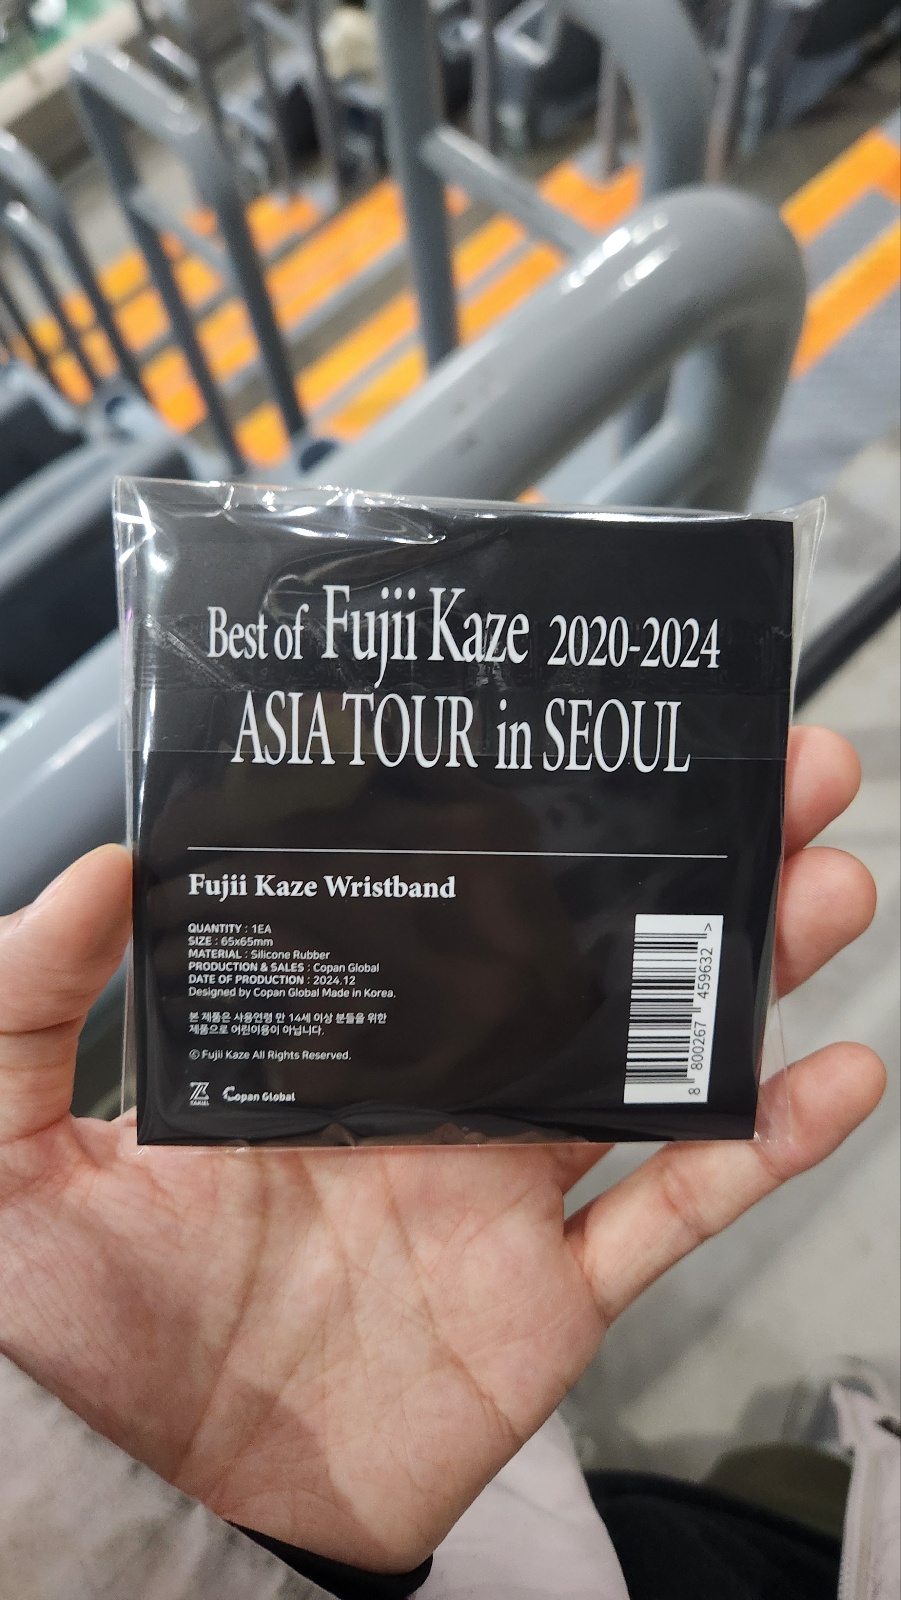 Best of Fujii Kaze 2020-2024
ASIA TOUR in SEOUL
Fujii Kaze Wristband
QUANTITY : 1EA
SIZE : 65x65mm
MATERIAL : Silicone Rubber
PRODUCTION & SALES : Copan Global
DATE OF PRODUCTION : 2024.12
Designed by Copan Global Made in Korea.
본 제품은 사용연령 만 14세 이상 분들을 위한
제품으로 어린이용이 아닙니다.
© Fujii Kaze All Rights Reserved.
Copan Global
8 800267 459632 >